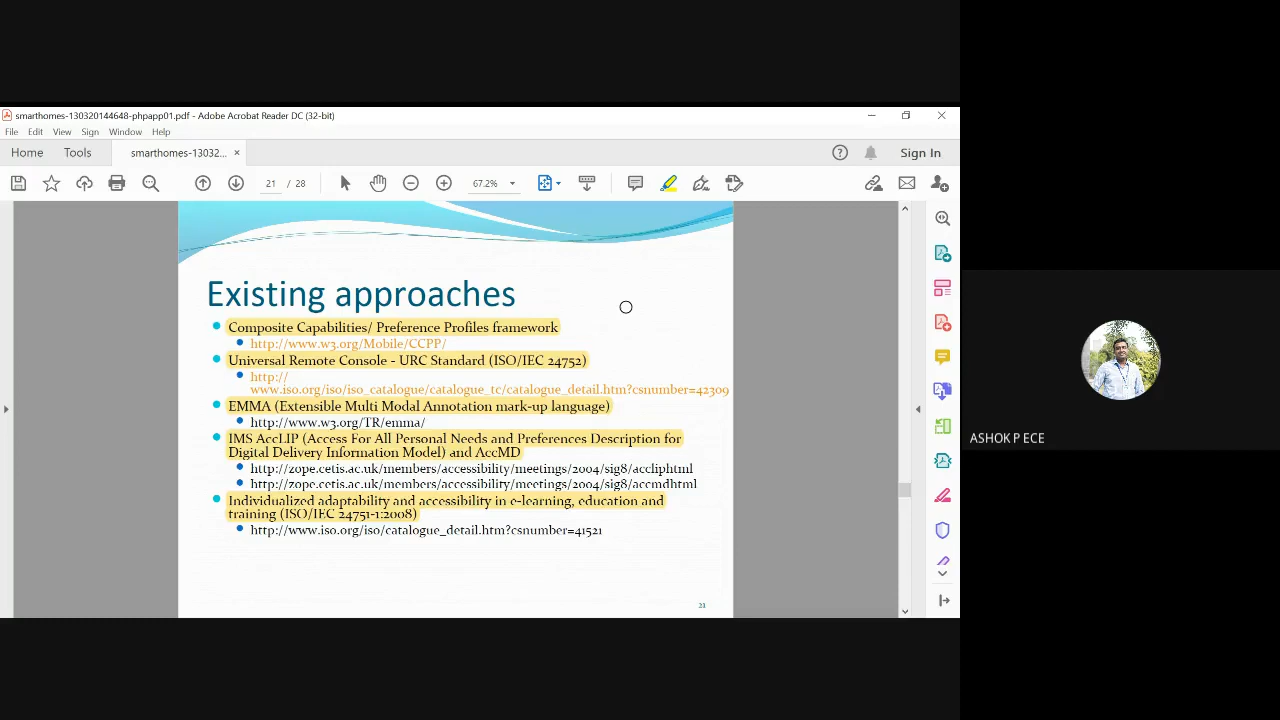 smarthomes-130320144648-phpapp01.pdf - Adobe Acrobat Reader DC (32-bit)
File Edit View Sign Window Help
Home Tools smarthomes-13032... × Sign In
21 / 28 67.2%
Existing approaches
Composite Capabilities/ Preference Profiles framework
http://www.w3.org/Mobile/CCPP/
Universal Remote Console - URC Standard (ISO/IEC 24752)
http://
www.iso.org/iso/iso_catalogue/catalogue_tc/catalogue_detail.htm?csnumber=42309
EMMA (Extensible Multi Modal Annotation mark-up language)
http://www.w3.org/TR/emma/
IMS AccLIP (Access For All Personal Needs and Preferences Description for
Digital Delivery Information Model) and AccMD
http://zope.cetis.ac.uk/members/accessibility/meetings/2004/sig8/accliphtml
http://zope.cetis.ac.uk/members/accessibility/meetings/2004/sig8/accmdhtml
Individualized adaptability and accessibility in e-learning, education and
training (ISO/IEC 24751-1:2008)
http://www.iso.org/iso/catalogue_detail.htm?csnumber=41521
ASHOK P ECE